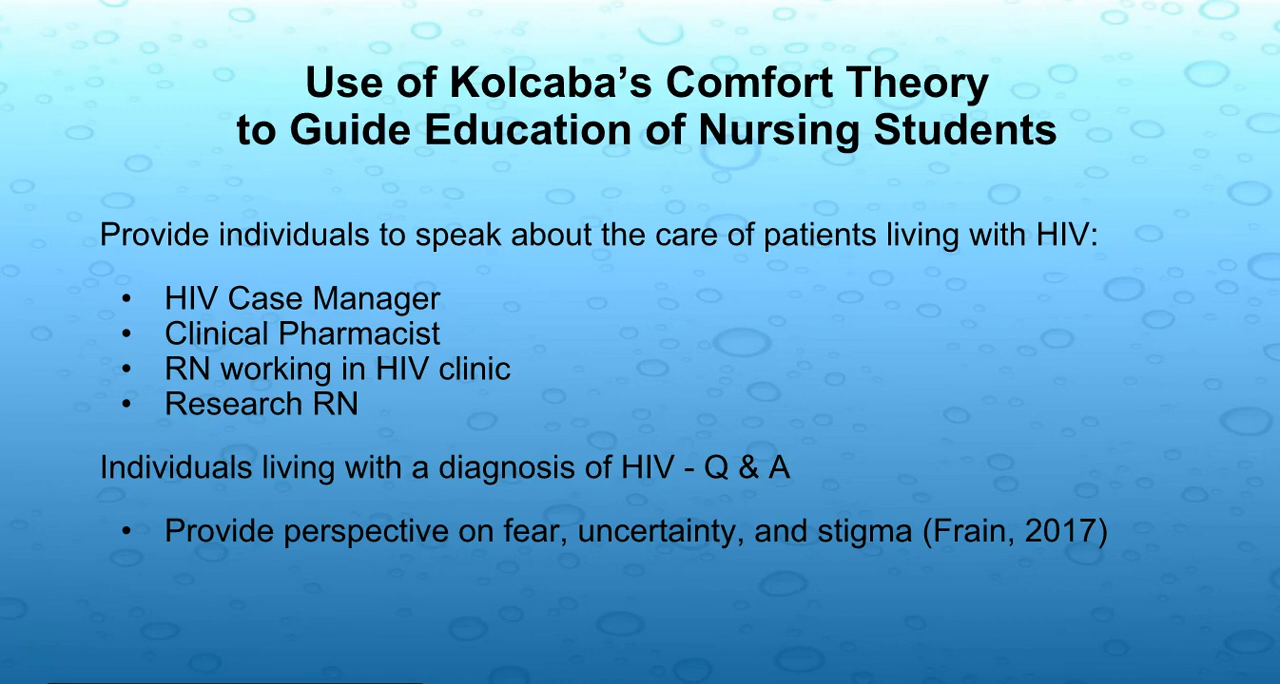 Use of Kolcaba’s Comfort Theory
to Guide Education of Nursing Students
Provide individuals to speak about the care of patients living with HIV:
• HIV Case Manager
• Clinical Pharmacist
• RN working in HIV clinic
• Research RN
Individuals living with a diagnosis of HIV - Q & A
• Provide perspective on fear, uncertainty, and stigma (Frain, 2017)